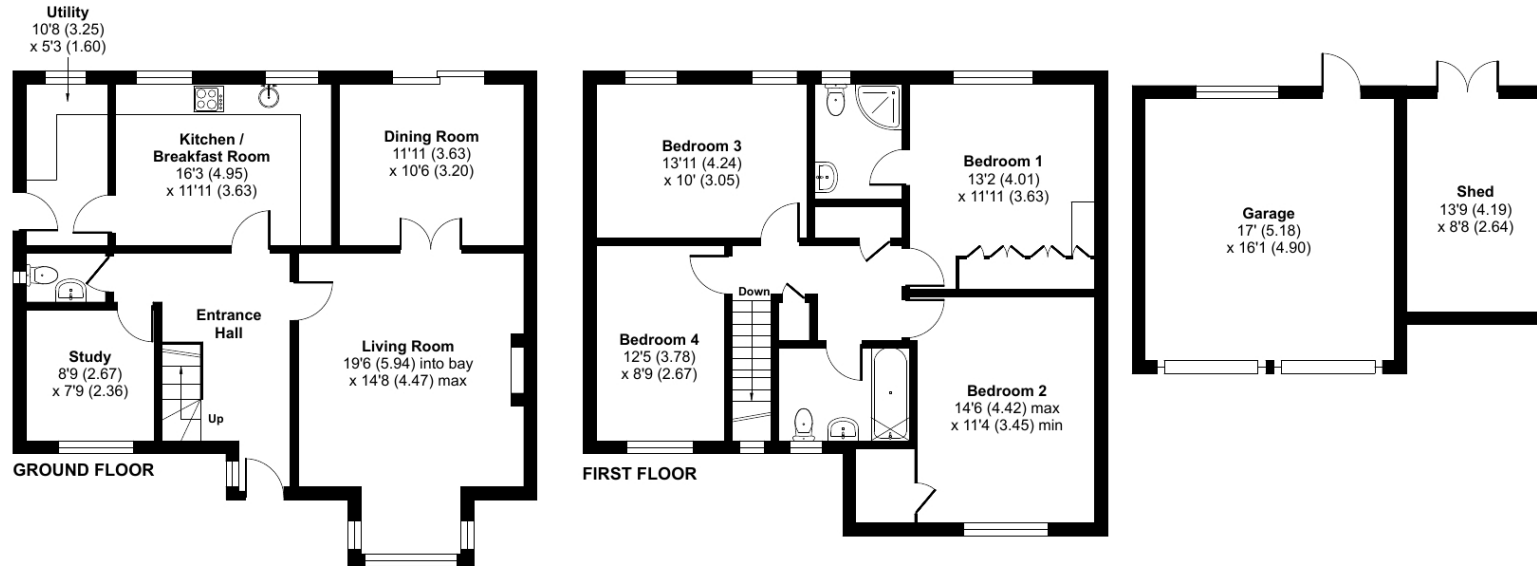 Utility
10'8 (3.25)
x 5'3 (1.60)
Kitchen /
Breakfast Room
16'3 (4.95)
x 11'11 (3.63)
Dining Room
11'11 (3.63)
x 10'6 (3.20)
Entrance
Hall
Study
8'9 (2.67)
x 7'9 (2.36)
Up
Living Room
19'6 (5.94) into bay
x 14'8 (4.47) max
GROUND FLOOR
Bedroom 3
13'11 (4.24)
x 10' (3.05)
Bedroom 1
13'2 (4.01)
x 11'11 (3.63)
Down
Bedroom 4
12'5 (3.78)
x 8'9 (2.67)
Bedroom 2
14'6 (4.42) max
x 11'4 (3.45) min
FIRST FLOOR
Garage
17' (5.18)
x 16'1 (4.90)
Shed
13'9 (4.19)
x 8'8 (2.64)